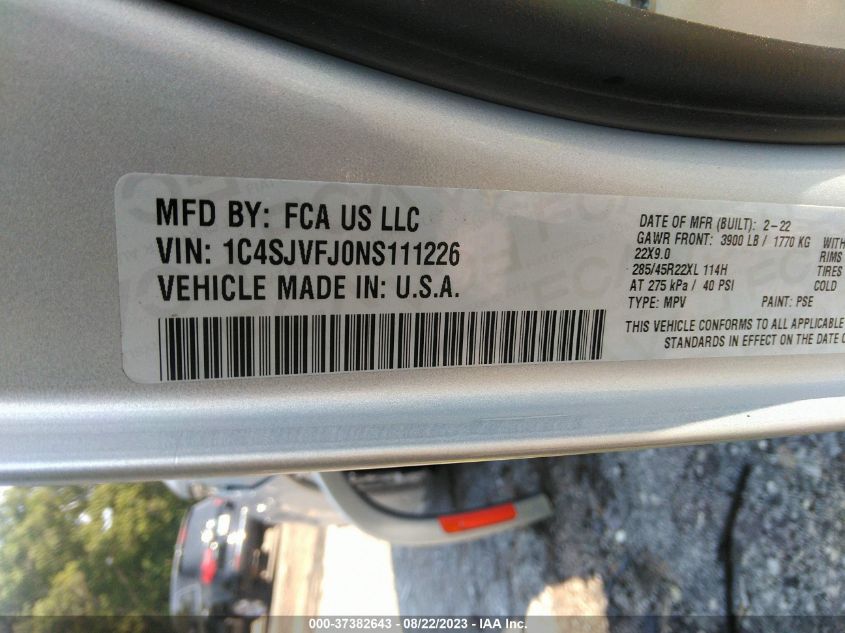 MFD BY: FCA US LLC
VIN: 1C4SJVFJ0NS111226
VEHICLE MADE IN: U.S.A.
DATE OF MFR (BUILT): 2-22
GAWR FRONT: 3900 LB / 1770 KG WITH
22X9.0 RIMS
285/45R22XL 114H TIRES
AT 275 kPa / 40 PSI COLD
TYPE: MPV PAINT: PSE
THIS VEHICLE CONFORMS TO ALL APPLICABLE
STANDARDS IN EFFECT ON THE DATE O
000-37382643 - 08/22/2023 - IAA Inc.